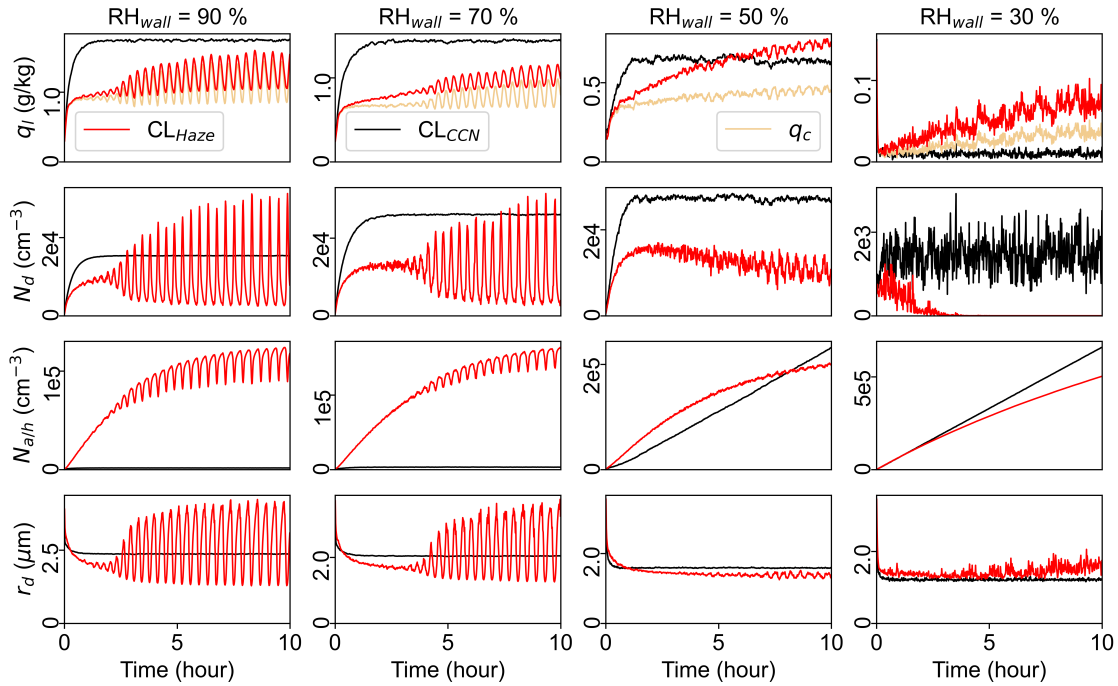 RH_wall = 90 % RH_wall = 70 % RH_wall = 50 % RH_wall = 30 %
q_l (g/kg) 0 1.0 0 1.0 0 0.5 0 0.1
CL_Haze CL_CCN q_c
N_d (cm⁻³) 0 2e4 0 2e4 0 2e4 0 2e3
N_a/h (cm⁻³) 0 1e5 0 1e5 0 2e5 0 5e5
r_d (µm) 0 2.5 0 2.0 0 2.0 0 2.0
0 5 10 0 5 10 0 5 10 0 5 10
Time (hour) Time (hour) Time (hour) Time (hour)